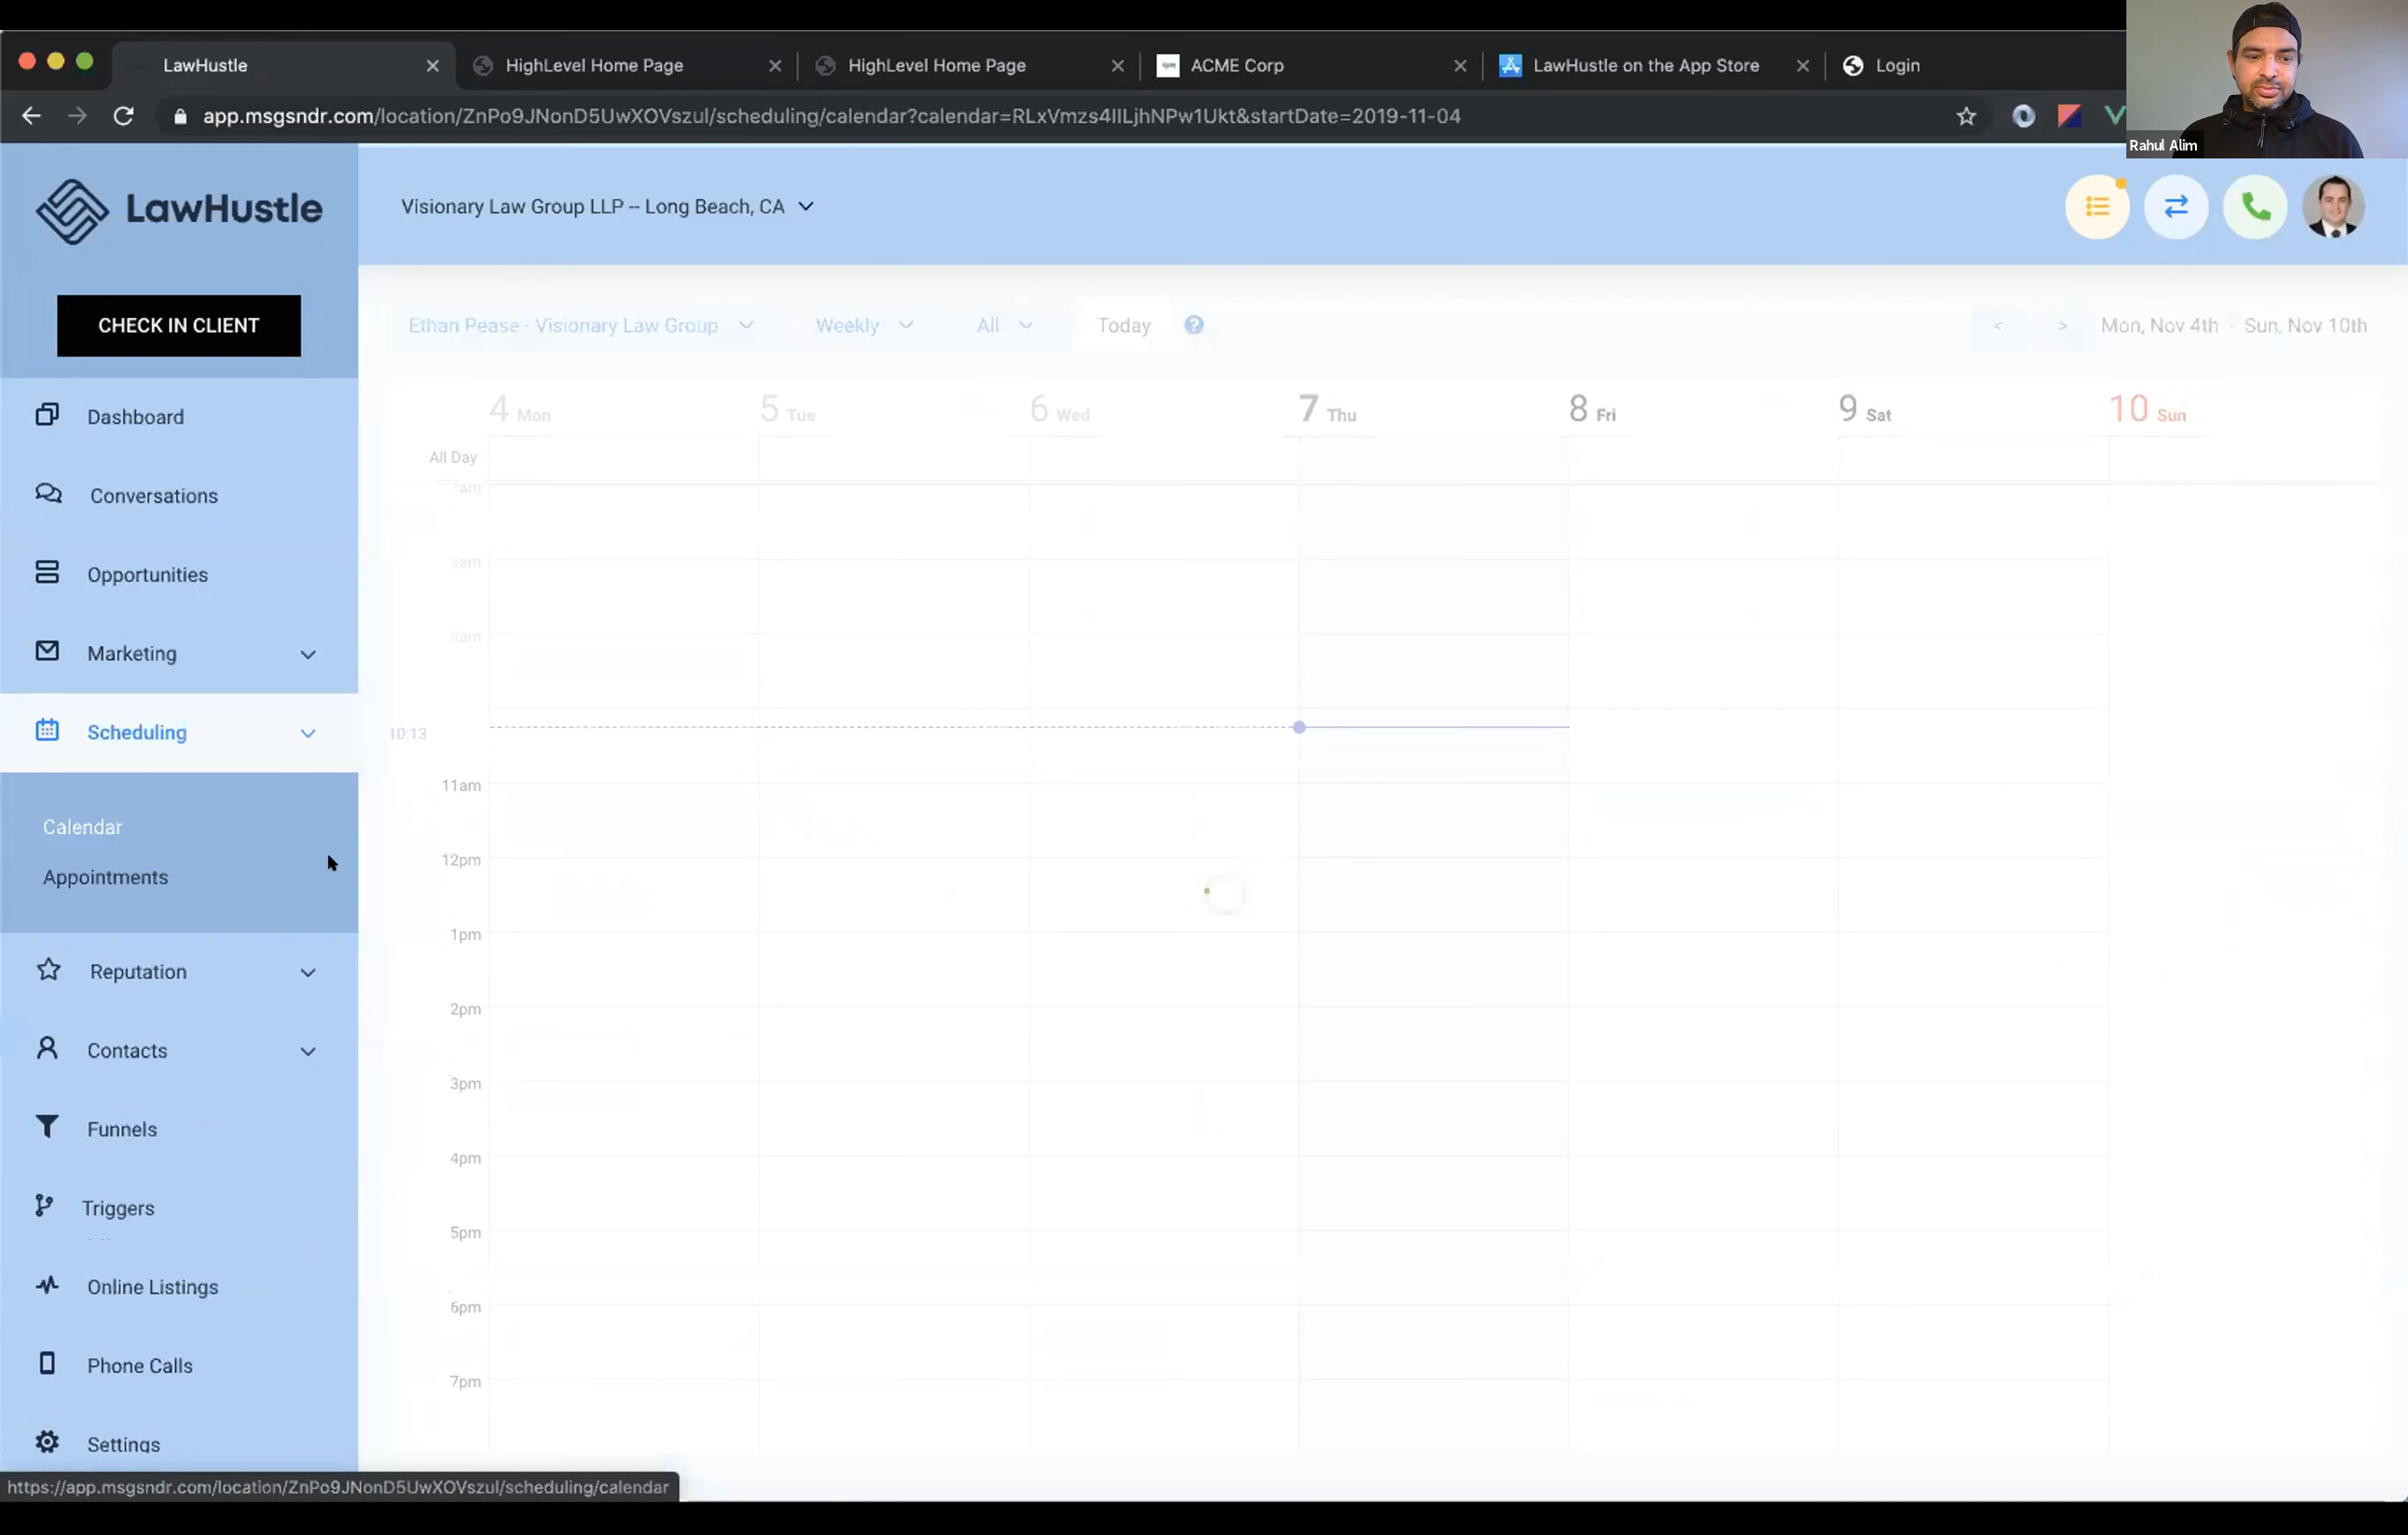 LawHustle
HighLevel Home Page
HighLevel Home Page
ACME Corp
LawHustle on the App Store
Login
app.msgsndr.com/location/ZnPo9JNonD5UwXOVszul/scheduling/calendar?calendar=RLxVmzs4IILjhNPw1Ukt&startDate=2019-11-04
Rahul Alim
LawHustle
Visionary Law Group LLP -- Long Beach, CA
CHECK IN CLIENT
Ethan Pease - Visionary Law Group
Weekly
All
Today
?
<
>
Mon, Nov 4th - Sun, Nov 10th
4 Mon
5 Tue
6 Wed
7 Thu
8 Fri
9 Sat
10 Sun
All Day
10:13
11am
12pm
1pm
2pm
3pm
4pm
5pm
6pm
7pm
Dashboard
Conversations
Opportunities
Marketing
Scheduling
Calendar
Appointments
Reputation
Contacts
Funnels
Triggers
Online Listings
Phone Calls
Settings
https://app.msgsndr.com/location/ZnPo9JNonD5UwXOVszul/scheduling/calendar